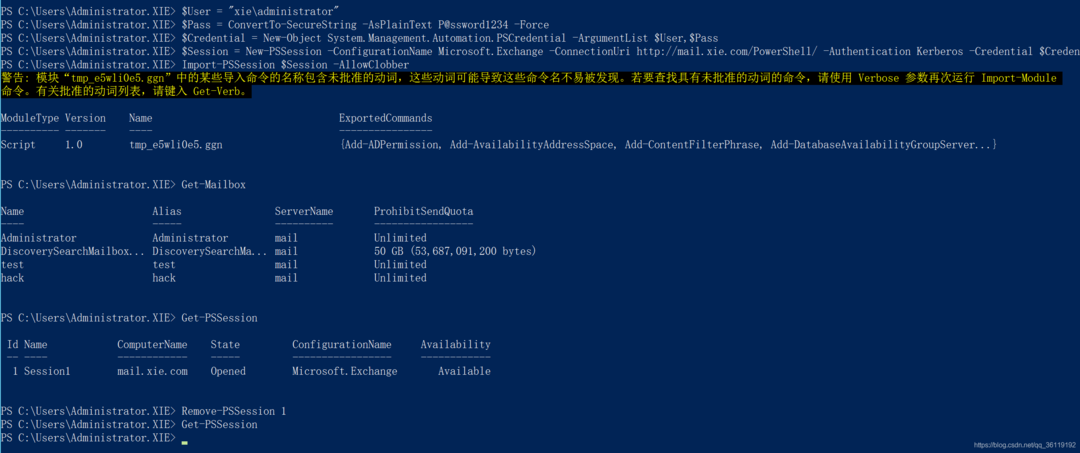 PS C:\Users\Administrator.XIE> $User = "xie\administrator"
PS C:\Users\Administrator.XIE> $Pass = ConvertTo-SecureString -AsPlainText P@ssword1234 -Force
PS C:\Users\Administrator.XIE> $Credential = New-Object System.Management.Automation.PSCredential -ArgumentList $User,$Pass
PS C:\Users\Administrator.XIE> $Session = New-PSSession -ConfigurationName Microsoft.Exchange -ConnectionUri http://mail.xie.com/PowerShell/ -Authentication Kerberos -Credential $Creden
PS C:\Users\Administrator.XIE> Import-PSSession $Session -AllowClobber
警告: 模块“tmp_e5wli0e5.ggn”中的某些导入命令的名称包含未批准的动词，这些动词可能导致这些命令名不易被发现。若要查找具有未批准的动词的命令，请使用 Verbose 参数再次运行 Import-Module
命令。有关批准的动词列表，请键入 Get-Verb。
ModuleType Version Name ExportedCommands
---------- ------- ---- ----------------
Script 1.0 tmp_e5wli0e5.ggn {Add-ADPermission, Add-AvailabilityAddressSpace, Add-ContentFilterPhrase, Add-DatabaseAvailabilityGroupServer...}
PS C:\Users\Administrator.XIE> Get-Mailbox
Name Alias ServerName ProhibitSendQuota
---- ----- ---------- -----------------
Administrator Administrator mail Unlimited
DiscoverySearchMailbox... DiscoverySearchMa... mail 50 GB (53,687,091,200 bytes)
test test mail Unlimited
hack hack mail Unlimited
PS C:\Users\Administrator.XIE> Get-PSSession
Id Name ComputerName State ConfigurationName Availability
-- ---- ------------ ----- ----------------- ------------
1 Session1 mail.xie.com Opened Microsoft.Exchange Available
PS C:\Users\Administrator.XIE> Remove-PSSession 1
PS C:\Users\Administrator.XIE> Get-PSSession
PS C:\Users\Administrator.XIE>
https://blog.csdn.net/qq_36119192